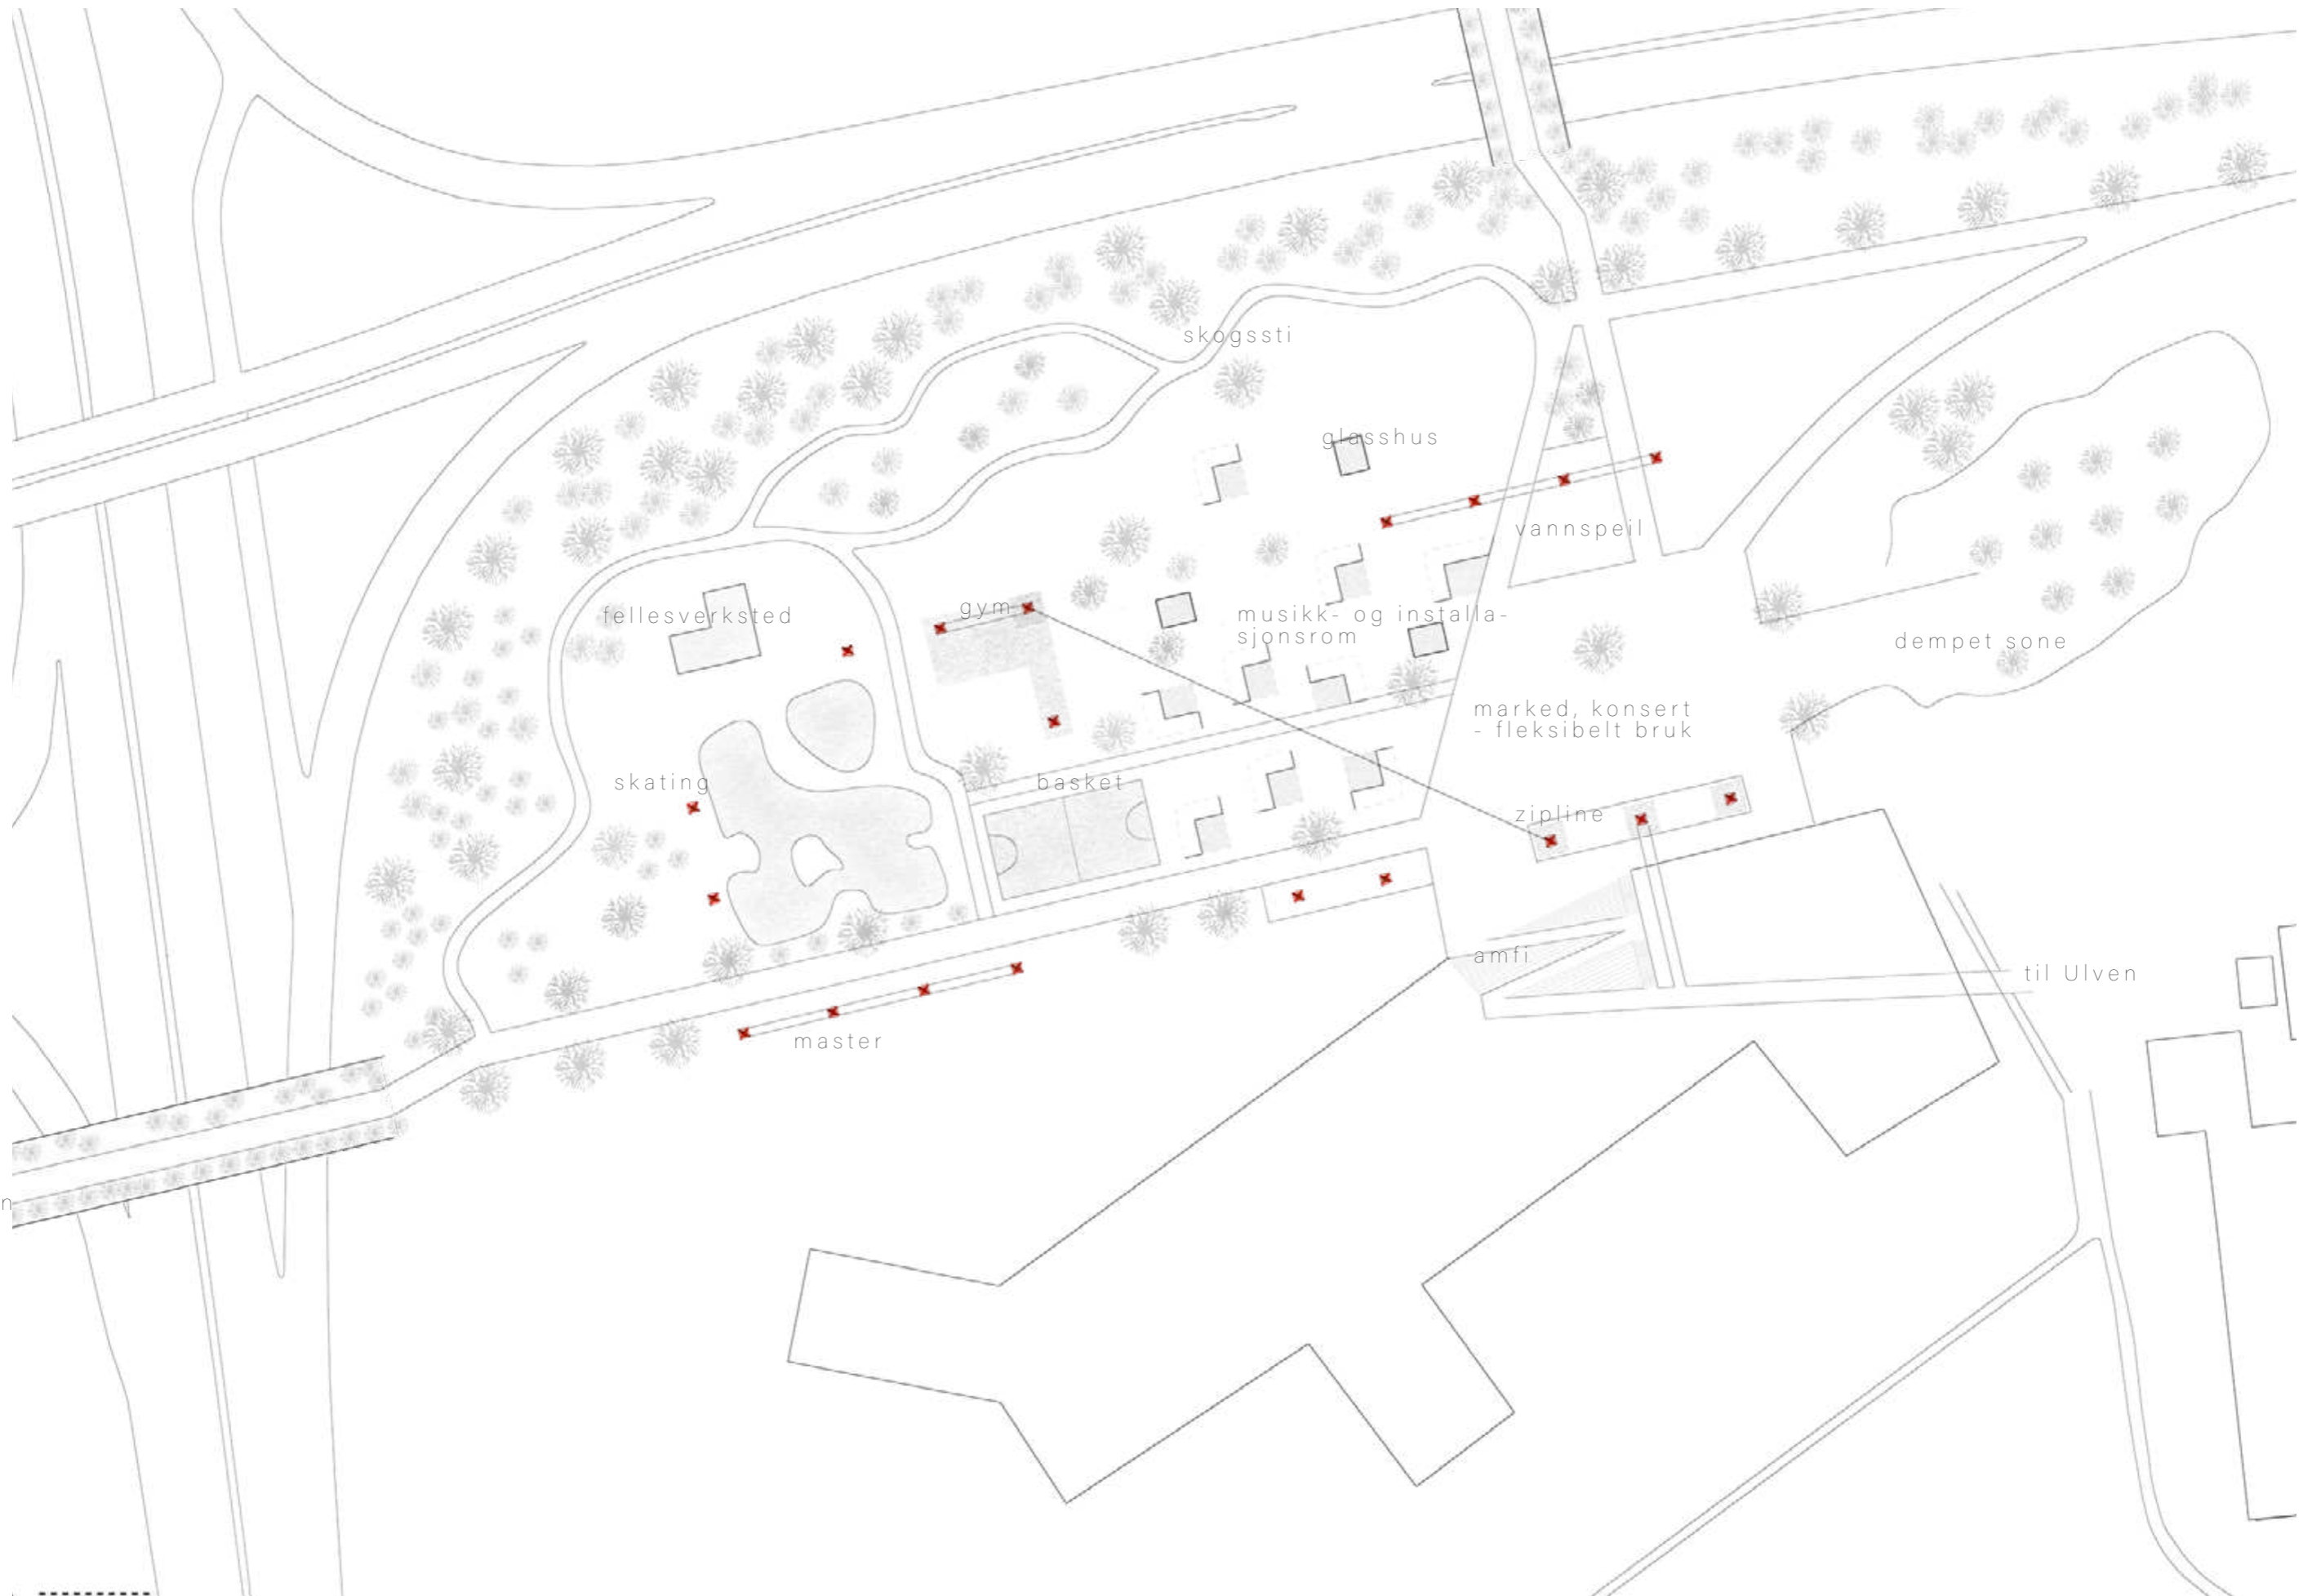 skogssti
glasshus
vannspeil
fellesverksted
gym
musikk- og installa-
sjonsrom
dempet sone
marked, konsert
- fleksibelt bruk
skating
basket
zipline
amfi
til Ulven
master
n